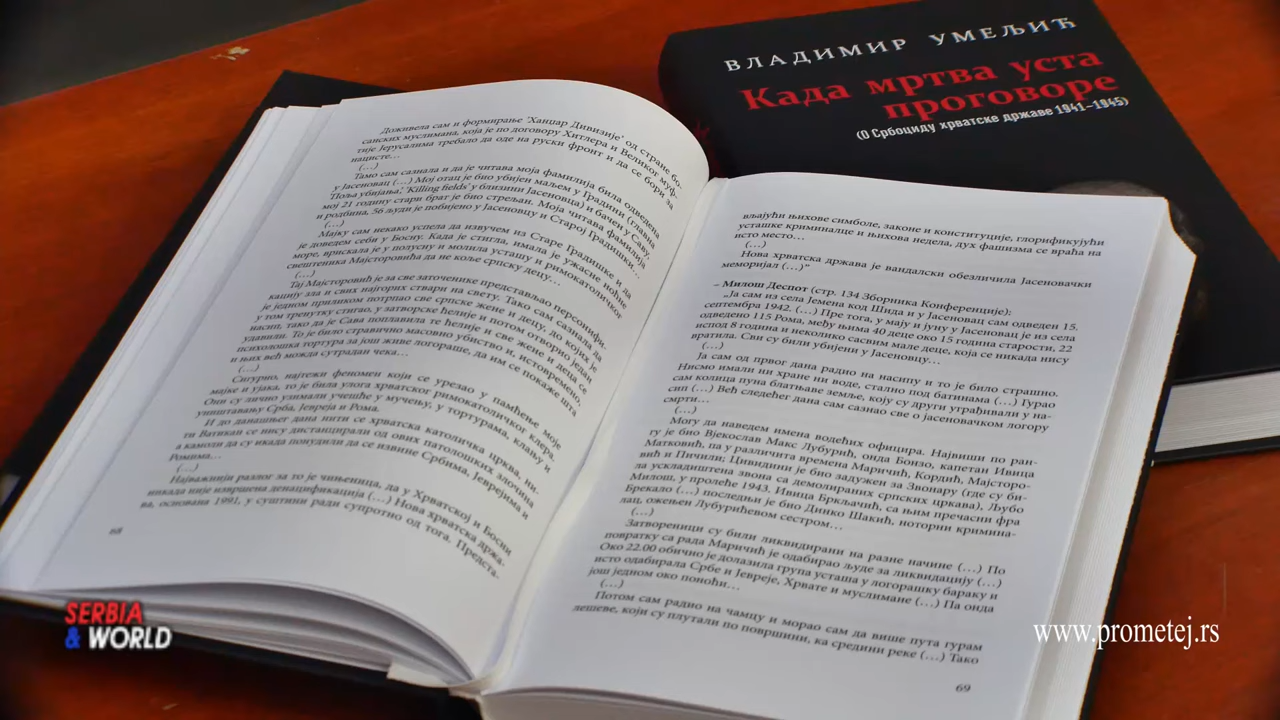 ВЛАДИМИР УМЕЉИЋ
Када мртва уста
проговоре
(О Србоциду хрватске државе 1941–1945)
Доживела сам и формирање 'Ханџар Дивизије' од стране бо-
санских муслимана, која је по договору Хитлера и Великог муф-
тије Јерусалима требало да оде на руски фронт и да се бори за
нацисте…
(…)
Тамо сам сазнала и да је читава моја фамилија била одведена
у Јасеновац (…) Мој отац је био убијен маљем у Градини (главна
'Поља убијања', 'Killing fields' у близини Јасеновца) и бачен у Саву,
мој 21 годину стари брат је био стрељан. Моја читава фамилија
и родбина, 56 људи је побијено у Јасеновцу и Старој Градишки…
(…)
Мајку сам некако успела да извучем из Старе Градишке и да
је доведем себи у Босну. Када је стигла, имала је ужасне ноћне
море, врискала је у полусну и молила усташу и римокатоличког
свештеника Мајсторовића да не коље српску децу…
(…)
Тај Мајсторовић је за све заточенике представљао персонифи-
кацију зла и свих најгорих ствари на свету. Тако сам сазнала да
је једном приликом потрпао све српске жене и децу, до којих је
у том тренутку стигао, у затворске ћелије и потом отворио један
насип, тако да је Сава поплавила те ћелије и све жене и деца се
удавили. То је било стравично масовно убиство и, истовремено,
психолошка тортура за још живе логораше, да им се покаже шта
и њих већ можда сутрадан чека…
(…)
Сигурно, најтежи феномен који се урезао у памћење моје
мајке и ујака, то је била улога хрватског римокатоличког клера.
Они су лично узимали учешће у мучењу, у тортурама, клању и
уништавању Срба, Јевреја и Рома.
И до данашњег дана нити се хрватска католичка црква, ни-
ти Ватикан се нису дистанцирали од ових патолошких злочина
а камоли да су икада понудили да се извине Србима, Јеврејима и
Ромима…
(…)
Најважнији разлог за то је чињеница, да у Хрватској и Босни
никада није извршена денацификација (…) Нова хрватска држа-
ва, основана 1991, у суштини ради супротно од тога. Предста-
68
вљајући њихове симболе, законе и конституције, глорификујући
усташке криминалце и њихова недела, дух фашизма се враћа на
исто место…
(…)
Нова хрватска држава је вандалски обезличила Јасеновачки
меморијал (…)"
– Милош Деспот (стр. 134 Зборника Конференције):
„Ја сам из села Јемена код Шида и у Јасеновац сам одведен 15.
септембра 1942. (…) Пре тога, у мају и јуну у Јасеновац је из села
одведено 115 Рома, међу њима 40 деце око 15 година старости, 22
испод 8 година и неколико сасвим мале деце, која се никада нису
вратила. Сви су били убијени у Јасеновцу…
(…)
Ја сам од првог дана радио на насипу и то је било страшно.
Нисмо имали ни хране ни воде, стално под батинама (…) Гурао
сам колица пуна блатњаве земље, коју су други уграђивали у на-
сип (…) Већ следећег дана сам сазнао све о јасеновачком логору
смрти…
(…)
Могу да наведем имена водећих официра. Највиши по ран-
гу је био Вјекослав Макс Лубурић, онда Бонзо, капетан Ивица
Матковић, па у различита времена Маричић, Кордић, Мајсторо-
вић и Пичили; Цивидини је био задужен за Звонару (где су би-
ла ускладиштена звона са демолираних српских цркава), Љубо
Милош, у пролеће 1943. Ивица Бркљачић, са њим пречасни фра
Брекало (…) последњи је био Динко Шакић, ноторни кримина-
лац, ожењен Лубурићевом сестром…
(…)
Затвореници су били ликвидирани на разне начине (…) По
повратку са рада Маричић је одабирао људе за ликвидацију (…)
Око 22.00 обично је долазила група усташа у логорашку бараку и
исто одабирала Србе и Јевреје, Хрвате и муслимане (…) Па онда
још једном око поноћи…
(…)
Потом сам радио на чамцу и морао сам да више пута гурам
лешеве, који су плутали по површини, ка средини реке (…) Тако
69
SERBIA
& WORLD
www.prometej.rs